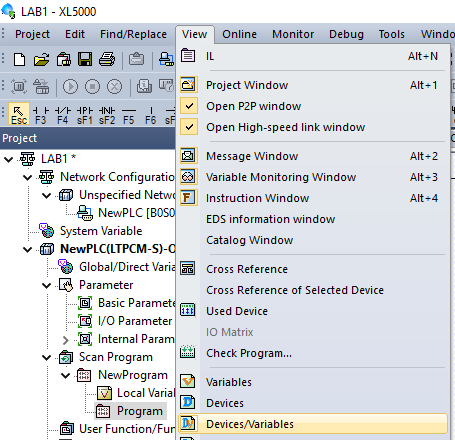 LAB1 - XL5000
Project Edit Find/Replace View Online Monitor Debug Tools Windo
Esc F3 F4 sF1 sF2 F5 F6
Project
LAB1 *
Network Configuratio
Unspecified Netwo
NewPLC [B0S0
System Variable
NewPLC(LTPCM-S)-O
Global/Direct Varia
Parameter
Basic Paramete
I/O Parameter
Internal Parame
Scan Program
NewProgram
Local Variab
Program
User Function/Func
IL Alt+N
Project Window Alt+1
Open P2P window
Open High-speed link window
Message Window Alt+2
Variable Monitoring Window Alt+3
Instruction Window Alt+4
EDS information window
Catalog Window
Cross Reference
Cross Reference of Selected Device
Used Device
IO Matrix
Check Program...
Variables
Devices
Devices/Variables